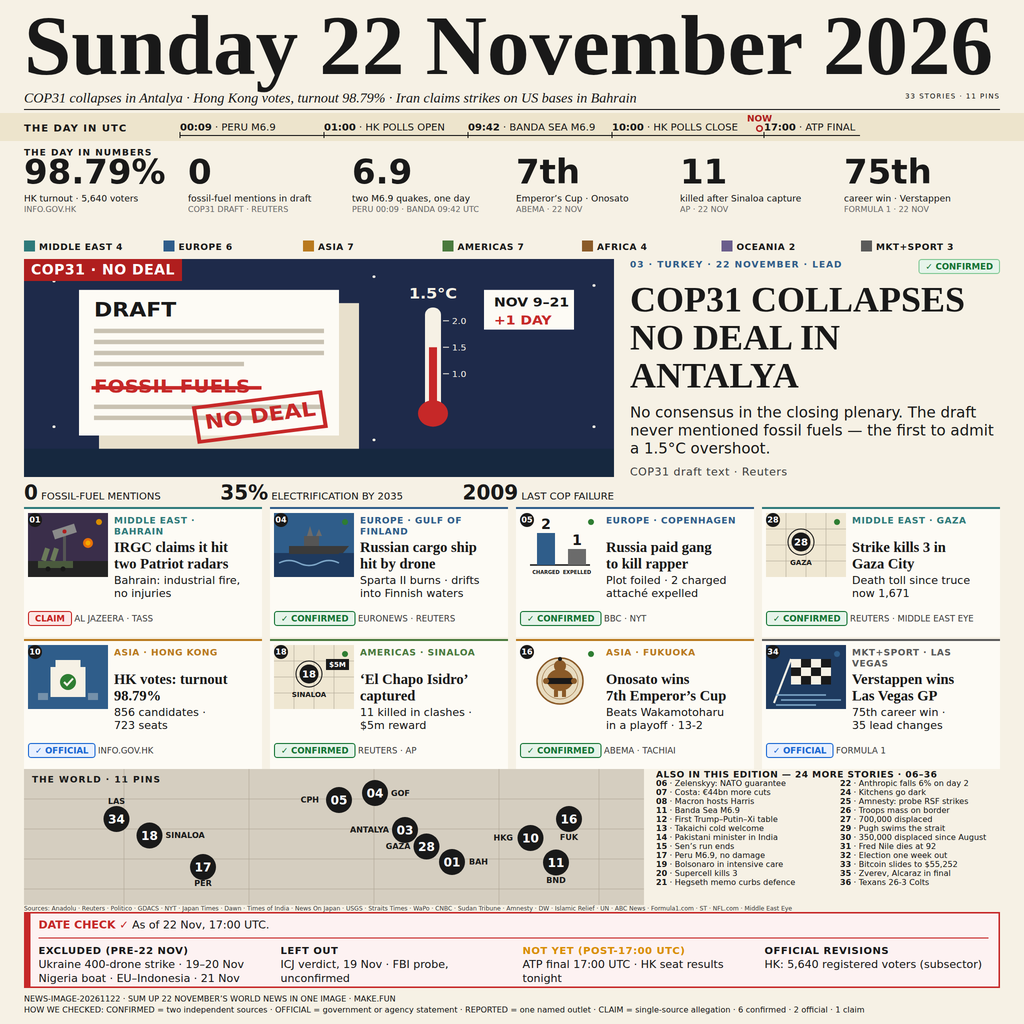 Sunday 22 November 2026
COP31 collapses in Antalya · Hong Kong votes, turnout 98.79% · Iran claims strikes on US bases in Bahrain
33 STORIES · 11 PINS
THE DAY IN UTC
00:09 · PERU M6.9
01:00 · HK POLLS OPEN
09:42 · BANDA SEA M6.9
10:00 · HK POLLS CLOSE
NOW
17:00 · ATP FINAL
THE DAY IN NUMBERS
98.79%
HK turnout · 5,640 voters
INFO.GOV.HK
0
fossil-fuel mentions in draft
COP31 DRAFT · REUTERS
6.9
two M6.9 quakes, one day
PERU 00:09 · BANDA 09:42 UTC
7th
Emperor's Cup · Onosato
ABEMA · 22 NOV
11
killed after Sinaloa capture
AP · 22 NOV
75th
career win · Verstappen
FORMULA 1 · 22 NOV
MIDDLE EAST 4
EUROPE 6
ASIA 7
AMERICAS 7
AFRICA 4
OCEANIA 2
MKT+SPORT 3
COP31 · NO DEAL
DRAFT
FOSSIL FUELS
NO DEAL
1.5°C
2.0
1.5
1.0
NOV 9–21
+1 DAY
03 · TURKEY · 22 NOVEMBER · LEAD
✓ CONFIRMED
COP31 COLLAPSES
NO DEAL IN
ANTALYA
No consensus in the closing plenary. The draft
never mentioned fossil fuels — the first to admit
a 1.5°C overshoot.
COP31 draft text · Reuters
0 FOSSIL-FUEL MENTIONS
35% ELECTRIFICATION BY 2035
2009 LAST COP FAILURE
01
MIDDLE EAST ·
BAHRAIN
IRGC claims it hit
two Patriot radars
Bahrain: industrial fire,
no injuries
CLAIM AL JAZEERA · TASS
04
EUROPE · GULF OF
FINLAND
Russian cargo ship
hit by drone
Sparta II burns · drifts
into Finnish waters
✓ CONFIRMED EURONEWS · REUTERS
05
2
1
CHARGED EXPELLED
EUROPE · COPENHAGEN
Russia paid gang
to kill rapper
Plot foiled · 2 charged
attaché expelled
✓ CONFIRMED BBC · NYT
28
28
GAZA
MIDDLE EAST · GAZA
Strike kills 3 in
Gaza City
Death toll since truce
now 1,671
✓ CONFIRMED REUTERS · MIDDLE EAST EYE
10
ASIA · HONG KONG
HK votes: turnout
98.79%
856 candidates ·
723 seats
✓ OFFICIAL INFO.GOV.HK
18
$5M
18
SINALOA
AMERICAS · SINALOA
‘El Chapo Isidro’
captured
11 killed in clashes ·
$5m reward
✓ CONFIRMED REUTERS · AP
16
ASIA · FUKUOKA
Onosato wins
7th Emperor's Cup
Beats Wakamotoharu
in a playoff · 13-2
✓ CONFIRMED ABEMA · TACHIAI
34
MKT+SPORT · LAS
VEGAS
Verstappen wins
Las Vegas GP
75th career win ·
35 lead changes
✓ OFFICIAL FORMULA 1
THE WORLD · 11 PINS
LAS
34
18 SINALOA
17
PER
CPH 05
04 GOF
ANTALYA 03
GAZA 28
01 BAH
HKG 10
16
FUK
11
BND
ALSO IN THIS EDITION — 24 MORE STORIES · 06–36
06 · Zelenskyy: NATO guarantee
07 · Costa: €44bn more cuts
08 · Macron hosts Harris
11 · Banda Sea M6.9
12 · First Trump–Putin–Xi table
13 · Takaichi cold welcome
14 · Pakistani minister in India
15 · Sen's run ends
17 · Peru M6.9, no damage
19 · Bolsonaro in intensive care
20 · Supercell kills 3
21 · Hegseth memo curbs defence
22 · Anthropic falls 6% on day 2
24 · Kitchens go dark
25 · Amnesty: probe RSF strikes
26 · Troops mass on border
27 · 700,000 displaced
29 · Pugh swims the strait
30 · 350,000 displaced since August
31 · Fred Nile dies at 92
32 · Election one week out
33 · Bitcoin slides to $55,252
35 · Zverev, Alcaraz in final
36 · Texans 26-3 Colts
Sources: Anadolu · Reuters · Politico · GDACS · NYT · Japan Times · Dawn · Times of India · News On Japan · USGS · Straits Times · WaPo · CNBC · Sudan Tribune · Amnesty · DW · Islamic Relief · UN · ABC News · Formula1.com · ST · NFL.com · Middle East Eye
DATE CHECK ✓ As of 22 Nov, 17:00 UTC.
EXCLUDED (PRE-22 NOV)
Ukraine 400-drone strike · 19–20 Nov
Nigeria boat · EU–Indonesia · 21 Nov
LEFT OUT
ICJ verdict, 19 Nov · FBI probe,
unconfirmed
NOT YET (POST-17:00 UTC)
ATP final 17:00 UTC · HK seat results
tonight
OFFICIAL REVISIONS
HK: 5,640 registered voters (subsector)
NEWS-IMAGE-20261122 · SUM UP 22 NOVEMBER'S WORLD NEWS IN ONE IMAGE · MAKE.FUN
HOW WE CHECKED: CONFIRMED = two independent sources · OFFICIAL = government or agency statement · REPORTED = one named outlet · CLAIM = single-source allegation · 6 confirmed · 2 official · 1 claim